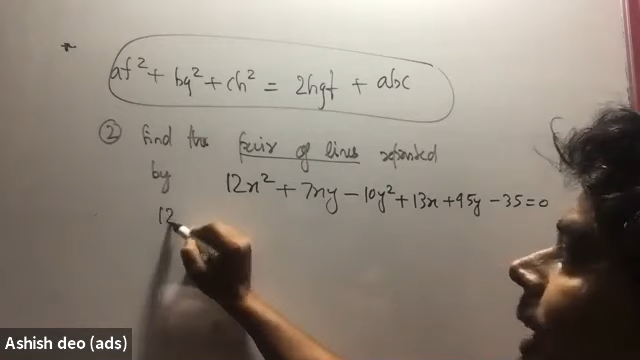 af² + bg² + ch² = 2hgf + abc
② Find the pair of lines
by 12x² + 7xy - 10y² + 13x + 45y - 35 = 0
12
Ashish deo (ads)